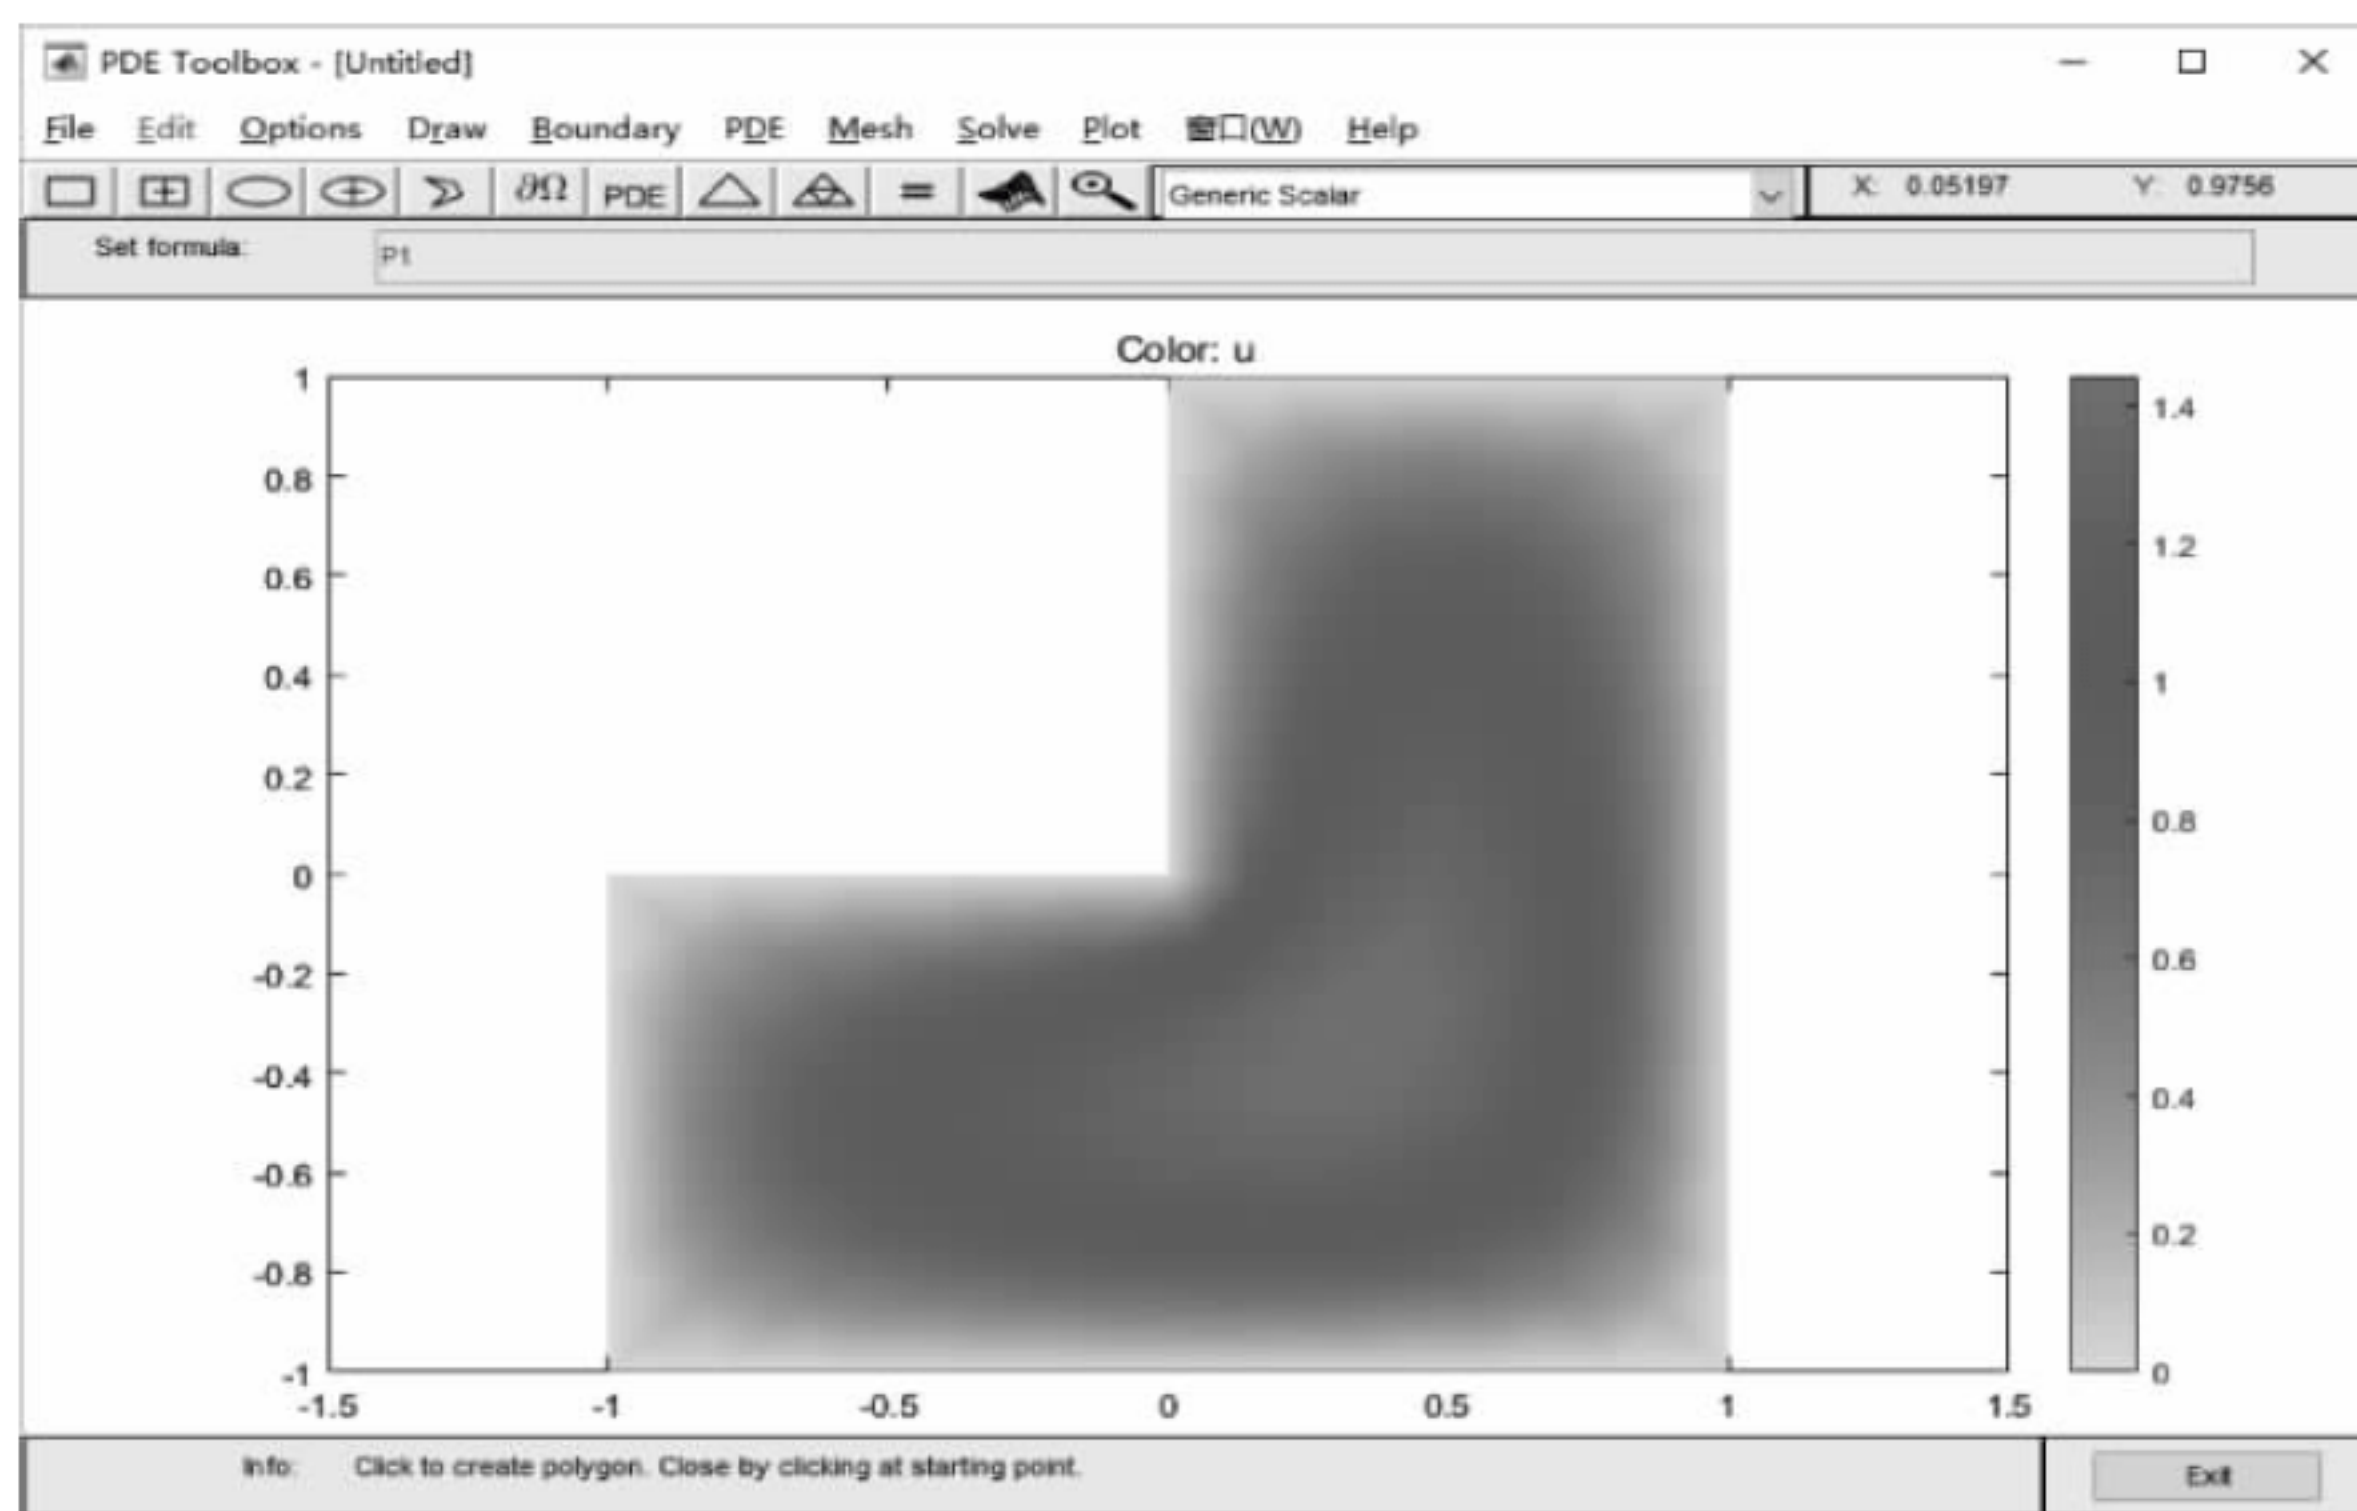 PDE Toolbox - [Untitled]
File Edit Options Draw Boundary PDE Mesh Solve Plot 窗口(W) Help
∂Ω PDE = Generic Scalar X: 0.05197 Y: 0.9756
Set formula: P1
Color: u
1
0.8
0.6
0.4
0.2
0
-0.2
-0.4
-0.6
-0.8
-1
-1.5 -1 -0.5 0 0.5 1 1.5
1.4
1.2
1
0.8
0.6
0.4
0.2
0
Info: Click to create polygon. Close by clicking at starting point.
Exit